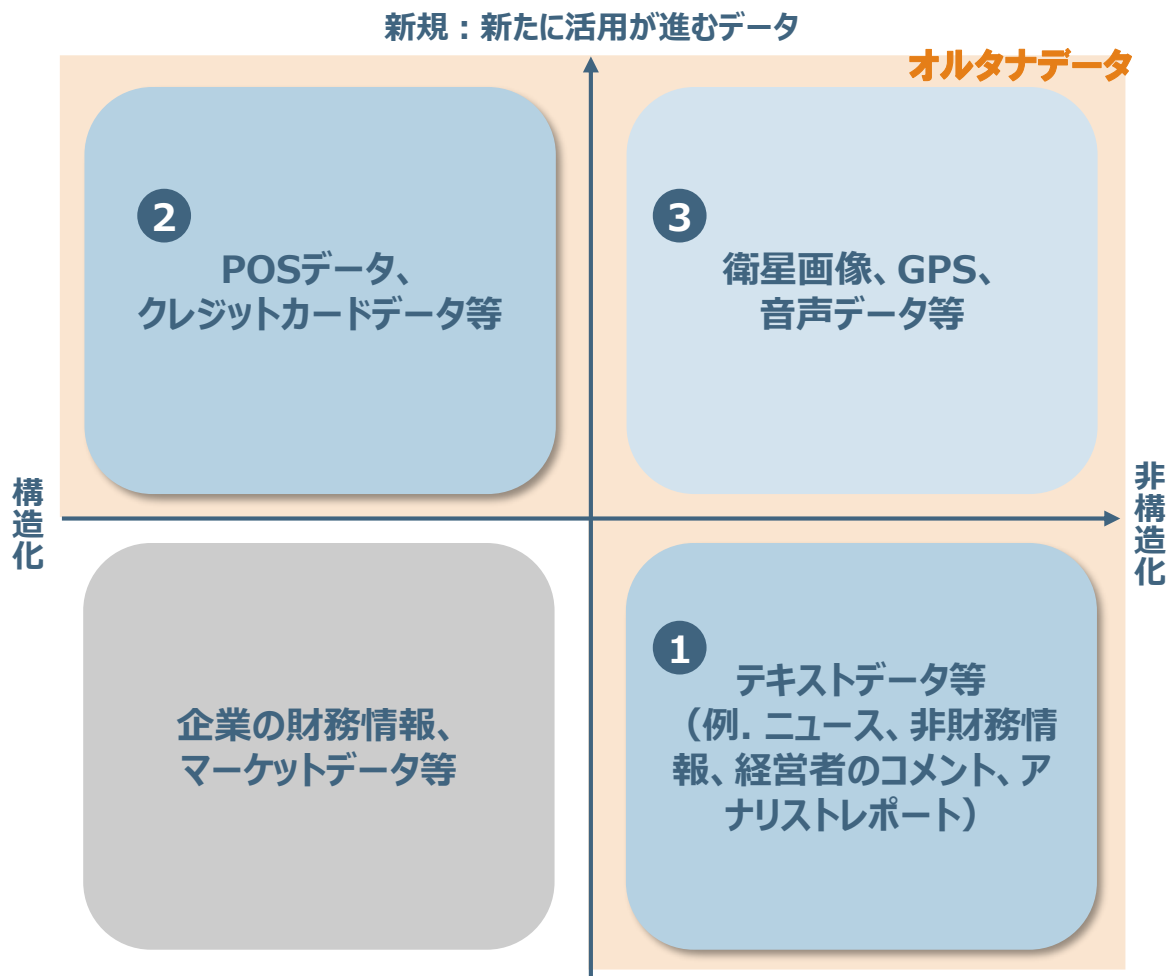 新規：新たに活用が進むデータ
オルタナデータ
2
POSデータ、
クレジットカードデータ等
3
衛星画像、GPS、
音声データ等
構造化
非構造化
企業の財務情報、
マーケットデータ等
1
テキストデータ等
（例. ニュース、非財務情
報、経営者のコメント、ア
ナリストレポート）